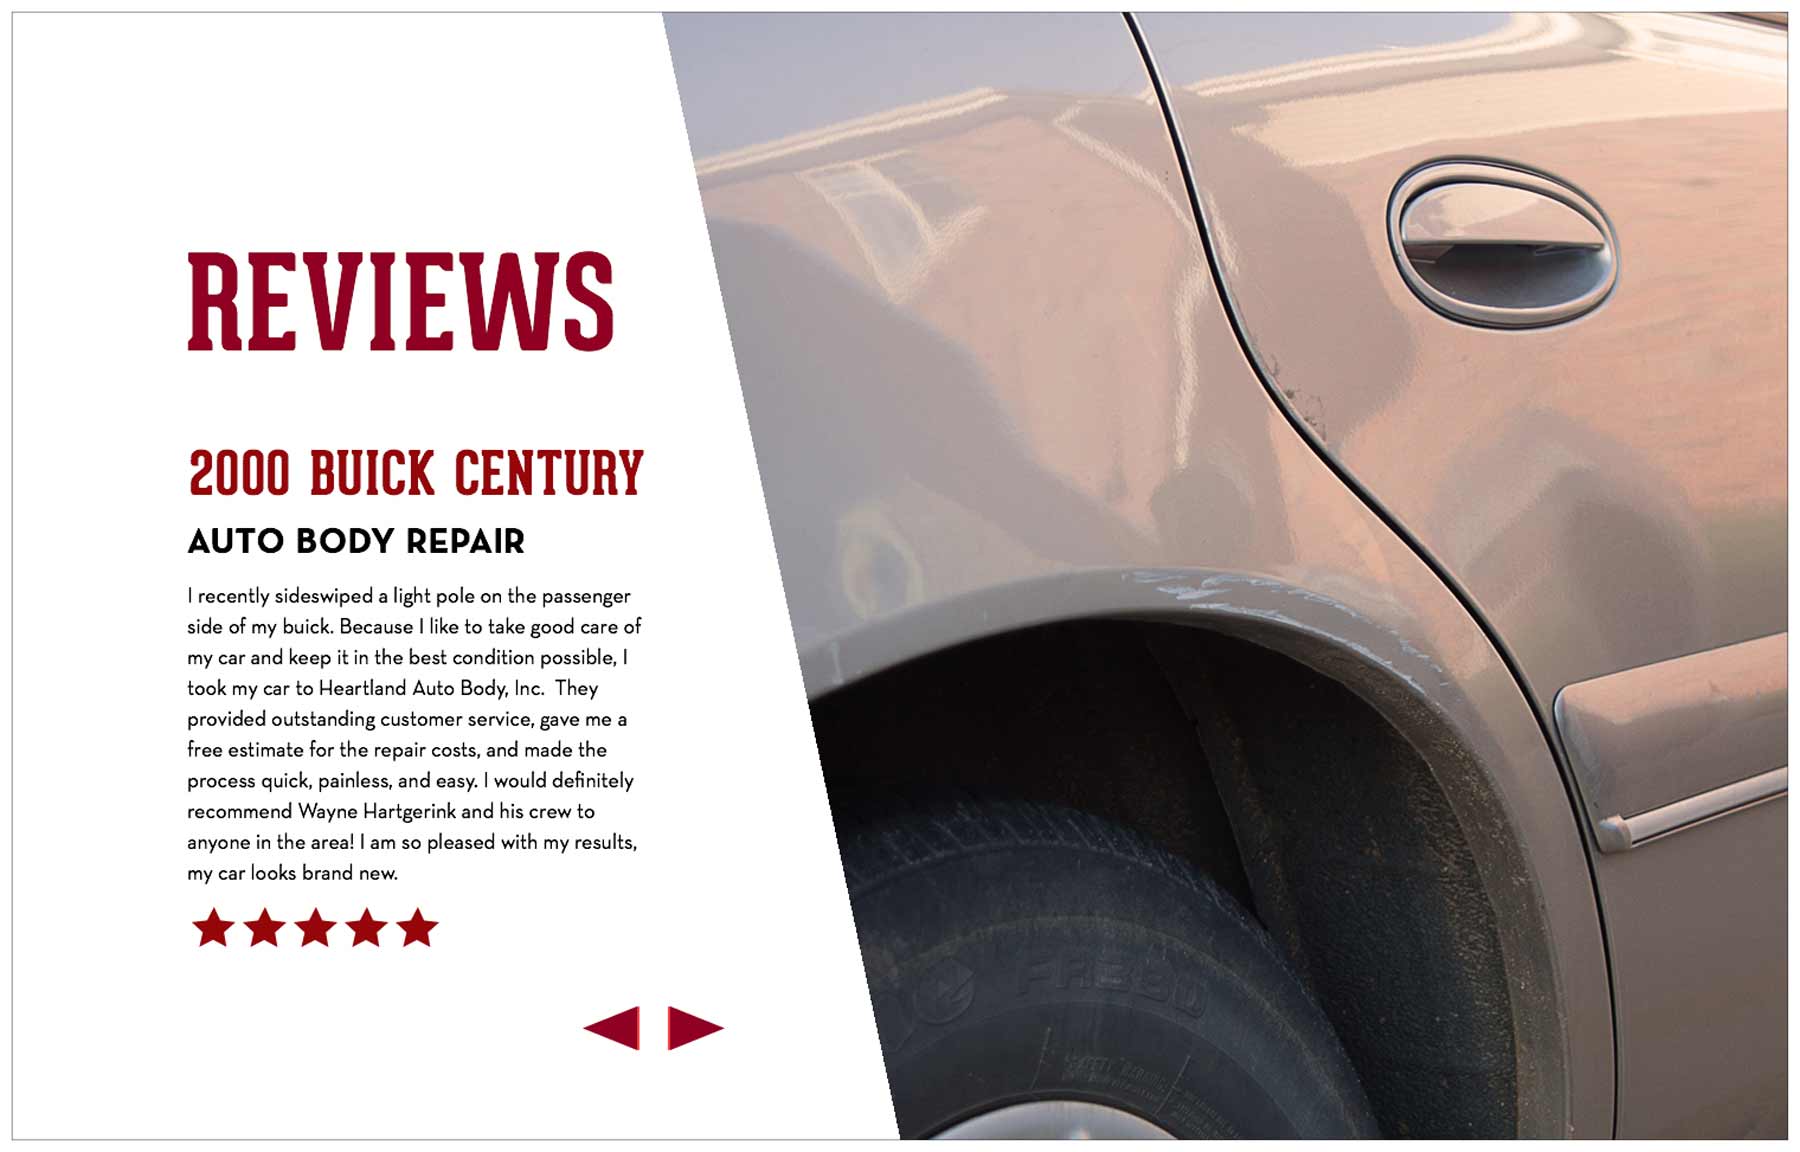 REVIEWS
2000 BUICK CENTURY
AUTO BODY REPAIR
I recently sideswiped a light pole on the passenger
side of my buick. Because I like to take good care of
my car and keep it in the best condition possible, I
took my car to Heartland Auto Body, Inc.  They
provided outstanding customer service, gave me a
free estimate for the repair costs, and made the
process quick, painless, and easy. I would definitely
recommend Wayne Hartgerink and his crew to
anyone in the area! I am so pleased with my results,
my car looks brand new.